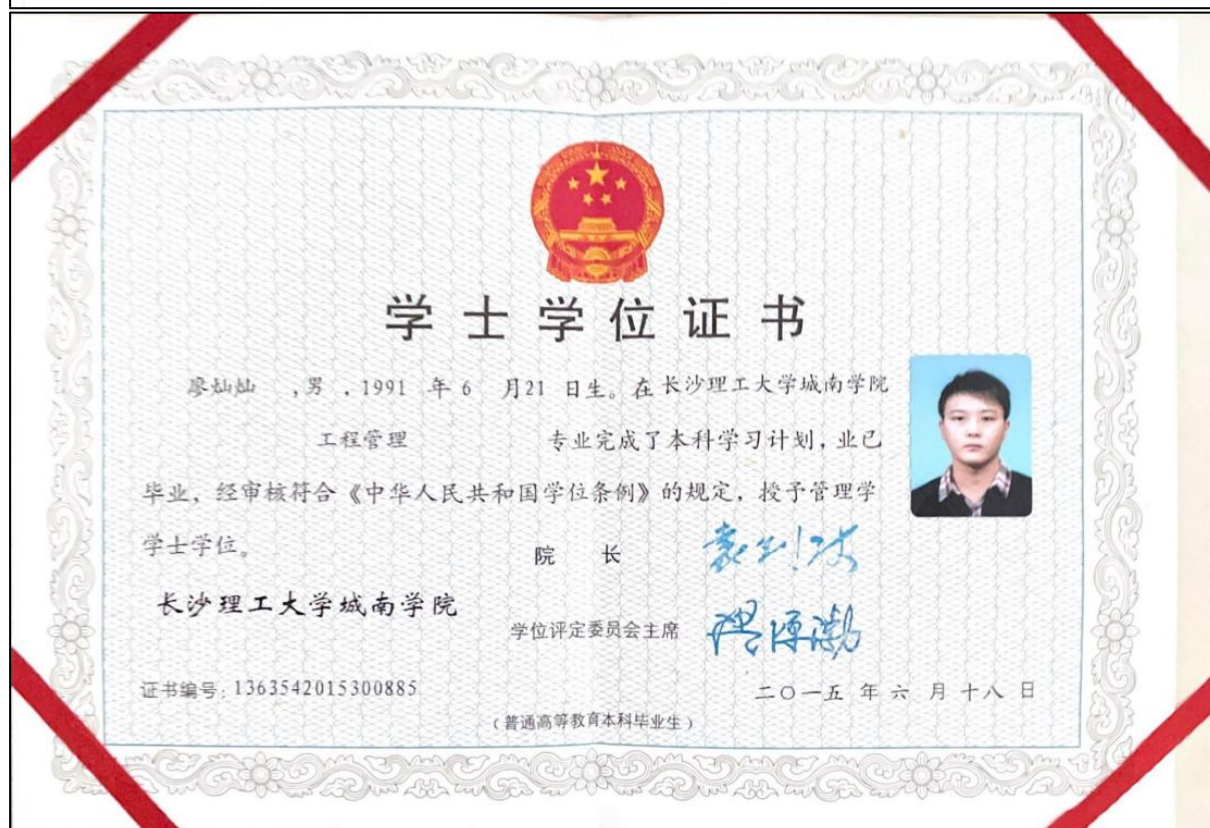 学士学位证书
廖灿灿 ,男 ,1991 年 6 月21 日生。在长沙理工大学城南学院
工程管理 专业完成了本科学习计划,业已
毕业,经审核符合《中华人民共和国学位条例》的规定,授予管理学
学士学位。
院 长
长沙理工大学城南学院
学位评定委员会主席
证书编号:1363542015300885
二〇一五 年 六 月 十八 日
(普通高等教育本科毕业生)